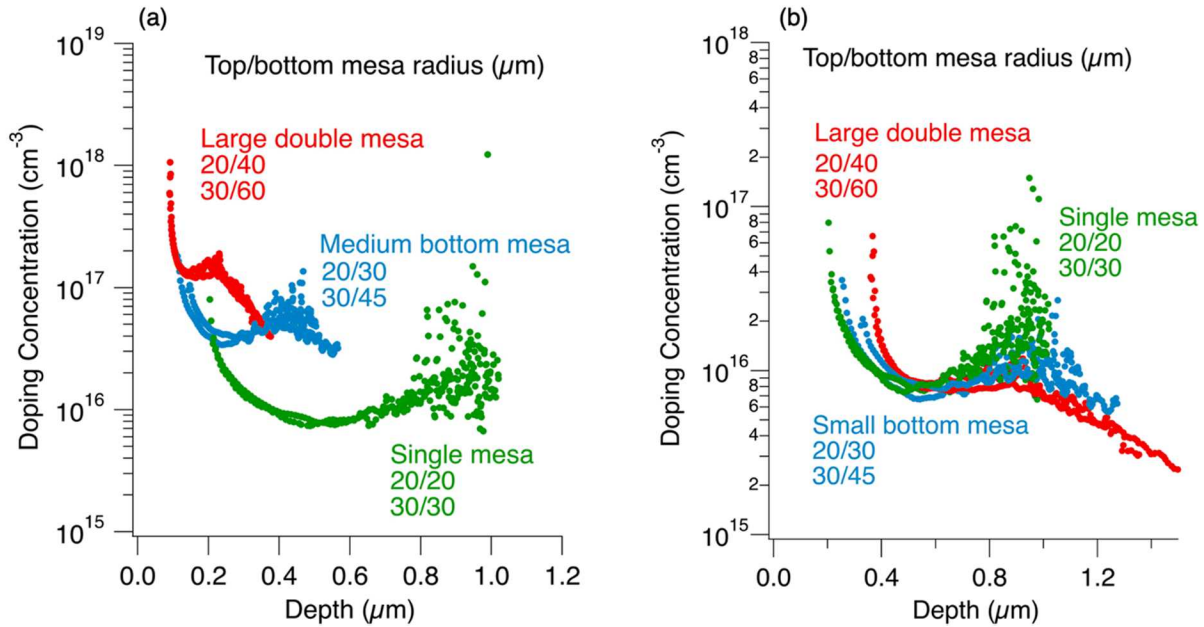 (a)
10^19
10^18
10^17
10^16
10^15
Doping Concentration (cm^-3)
Top/bottom mesa radius (μm)
Large double mesa
20/40
30/60
Medium bottom mesa
20/30
30/45
Single mesa
20/20
30/30
0.0 0.2 0.4 0.6 0.8 1.0 1.2
Depth (μm)
(b)
10^18
8
6
4
2
10^17
8
6
4
2
10^16
8
6
4
2
10^15
Doping Concentration (cm^-3)
Top/bottom mesa radius (μm)
Large double mesa
20/40
30/60
Single mesa
20/20
30/30
Small bottom mesa
20/30
30/45
0.0 0.4 0.8 1.2
Depth (μm)